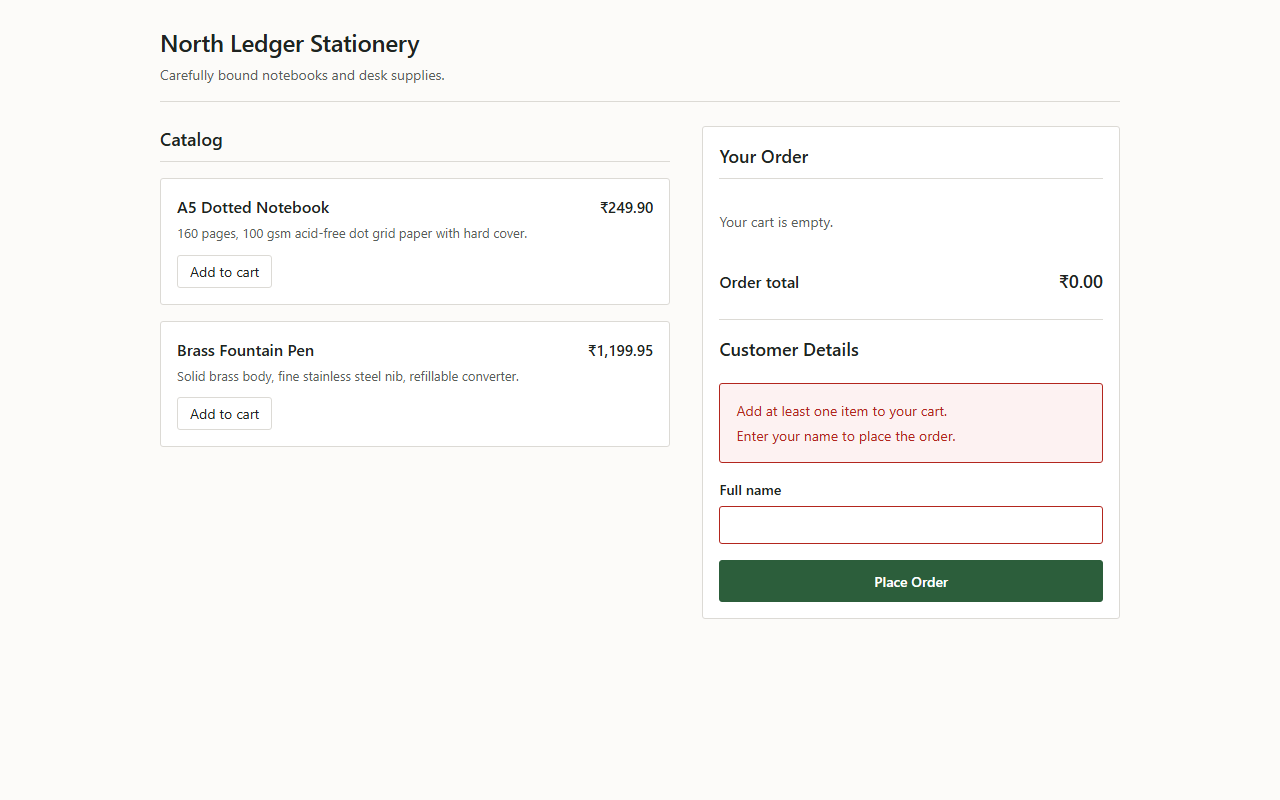 North Ledger Stationery
Carefully bound notebooks and desk supplies.
Catalog
A5 Dotted Notebook ₹249.90
160 pages, 100 gsm acid-free dot grid paper with hard cover.
Add to cart
Brass Fountain Pen ₹1,199.95
Solid brass body, fine stainless steel nib, refillable converter.
Add to cart
Your Order
Your cart is empty.
Order total ₹0.00
Customer Details
Add at least one item to your cart.
Enter your name to place the order.
Full name
Place Order